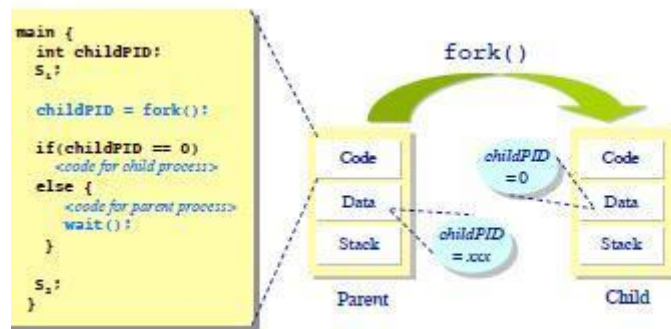 main {
int childPID;
S₁;
childPID = fork();
if(childPID == 0)
<code for child process>
else {
<code for parent process>
wait();
}
S₂;
}
fork()
Code
Data
Stack
Parent
childPID
= xxx
childPID
= 0
Code
Data
Stack
Child